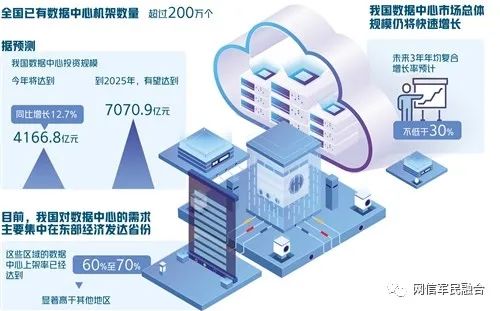 全国已有数据中心机架数量 超过200万个
据预测
我国数据中心投资规模
今年将达到
到2025年，有望达到
同比增长12.7%
4166.8亿元
7070.9亿元
我国数据中心市场总体
规模仍将快速增长
未来3年年均复合
增长率预计
不低于30%
目前，我国对数据中心的需求
主要集中在东部经济发达省份
这些区域的数据
中心上架率已经
达到
60%至70%
显著高于其他地区
网信军民融合